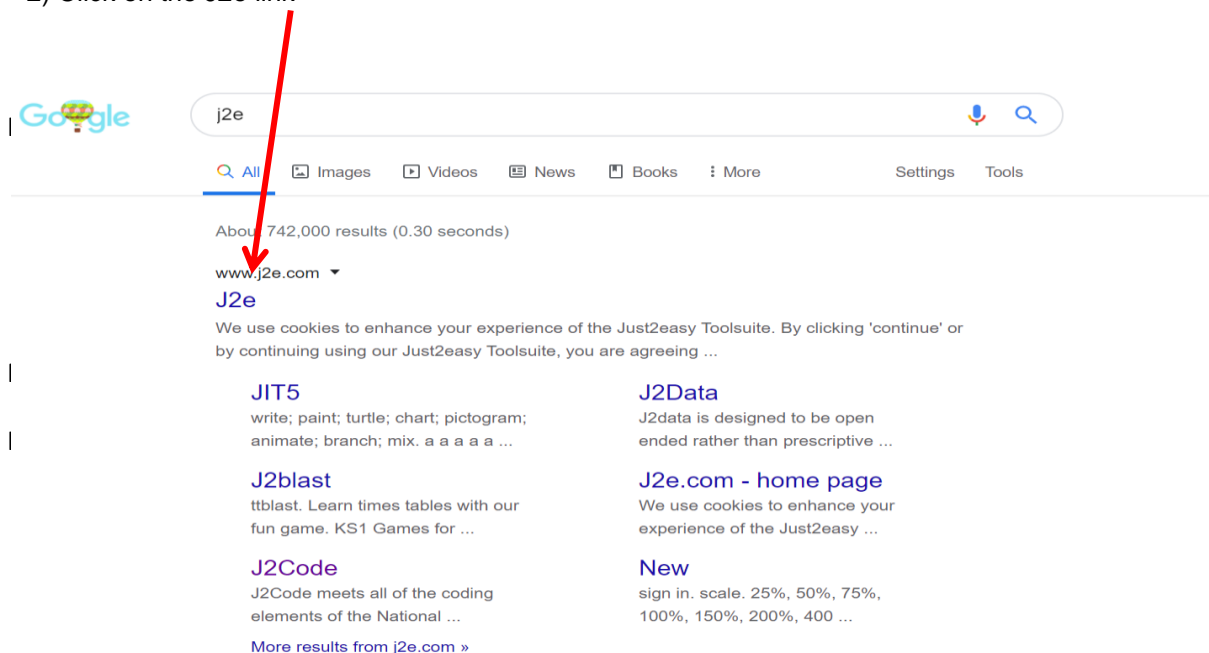 Google
j2e
All Images Videos News Books More Settings Tools
About 742,000 results (0.30 seconds)
www.j2e.com
J2e
We use cookies to enhance your experience of the Just2easy Toolsuite. By clicking 'continue' or
by continuing using our Just2easy Toolsuite, you are agreeing ...
JIT5
write; paint; turtle; chart; pictogram;
animate; branch; mix. a a a a a ...
J2Data
J2data is designed to be open
ended rather than prescriptive ...
J2blast
ttblast. Learn times tables with our
fun game. KS1 Games for ...
J2e.com - home page
We use cookies to enhance your
experience of the Just2easy ...
J2Code
J2Code meets all of the coding
elements of the National ...
New
sign in. scale. 25%, 50%, 75%,
100%, 150%, 200%, 400 ...
More results from j2e.com »